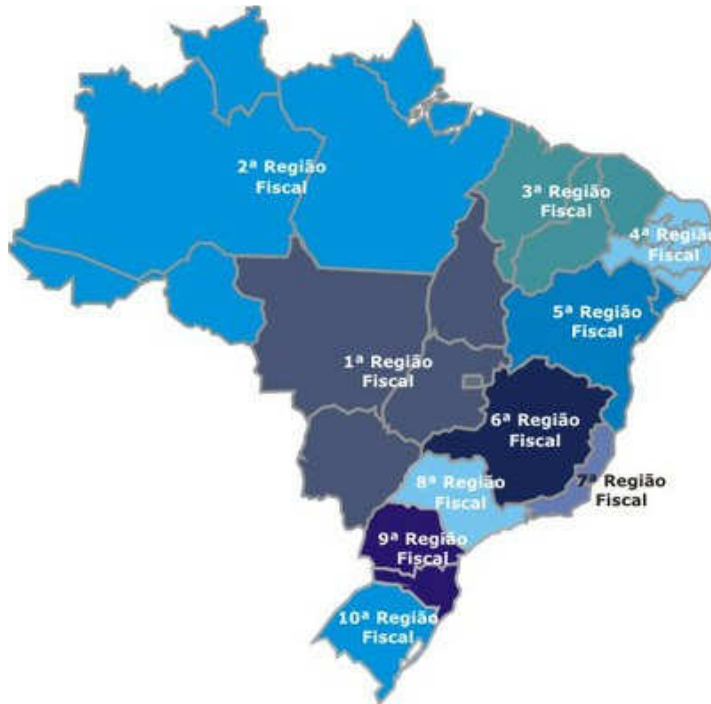 2ª Região
Fiscal
3ª Região
Fiscal
4ª Região
Fiscal
5ª Região
Fiscal
1ª Região
Fiscal
6ª Região
Fiscal
7ª Região
Fiscal
8ª Região
Fiscal
9ª Região
Fiscal
10ª Região
Fiscal